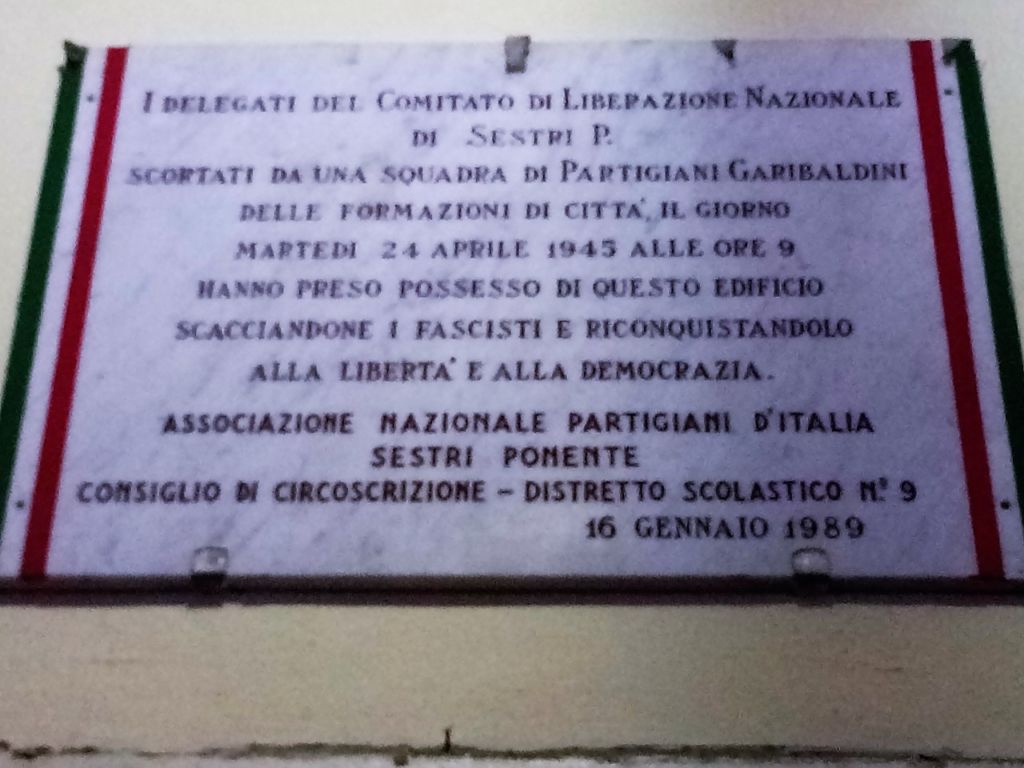 I DELEGATI DEL COMITATO DI LIBERAZIONE NAZIONALE
DI SESTRI P.
SCORTATI DA UNA SQUADRA DI PARTIGIANI GARIBALDINI
DELLE FORMAZIONI DI CITTA', IL GIORNO
MARTEDI 24 APRILE 1945 ALLE ORE 9
HANNO PRESO POSSESSO DI QUESTO EDIFICIO
SCACCIANDONE I FASCISTI E RICONQUISTANDOLO
ALLA LIBERTA' E ALLA DEMOCRAZIA.
ASSOCIAZIONE NAZIONALE PARTIGIANI D'ITALIA
SESTRI PONENTE
CONSIGLIO DI CIRCOSCRIZIONE - DISTRETTO SCOLASTICO N.º 9
16 GENNAIO 1989